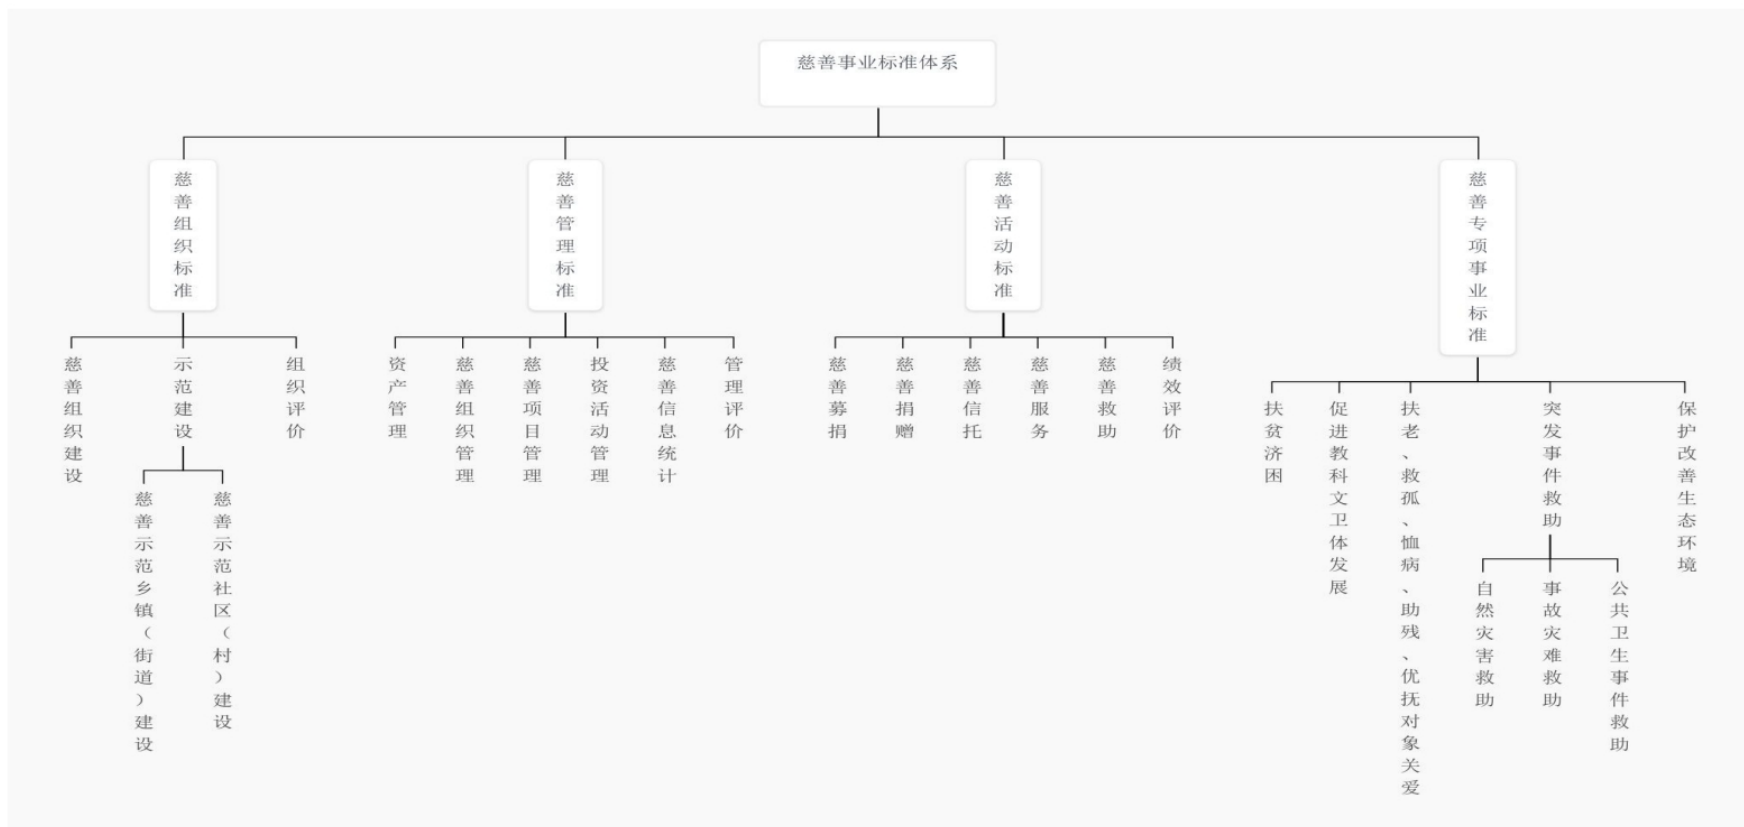 慈善事业标准体系
慈善组织标准
慈善管理标准
慈善活动标准
慈善专项事业标准
慈善组织建设
示范建设
组织评价
资产管理
慈善组织管理
慈善项目管理
投资活动管理
慈善信息统计
管理评价
慈善募捐
慈善捐赠
慈善信托
慈善服务
慈善救助
绩效评价
扶贫济困
促进教科文卫体发展
扶老、救孤、恤病、助残、优抚对象关爱
突发事件救助
保护改善生态环境
慈善示范乡镇（街道）建设
慈善示范社区（村）建设
自然灾害救助
事故灾难救助
公共卫生事件救助